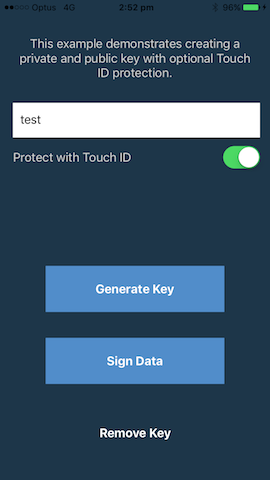 Optus 4G 2:52 pm 96%
This example demonstrates creating a
private and public key with optional Touch
ID protection.
test
Protect with Touch ID
Generate Key
Sign Data
Remove Key